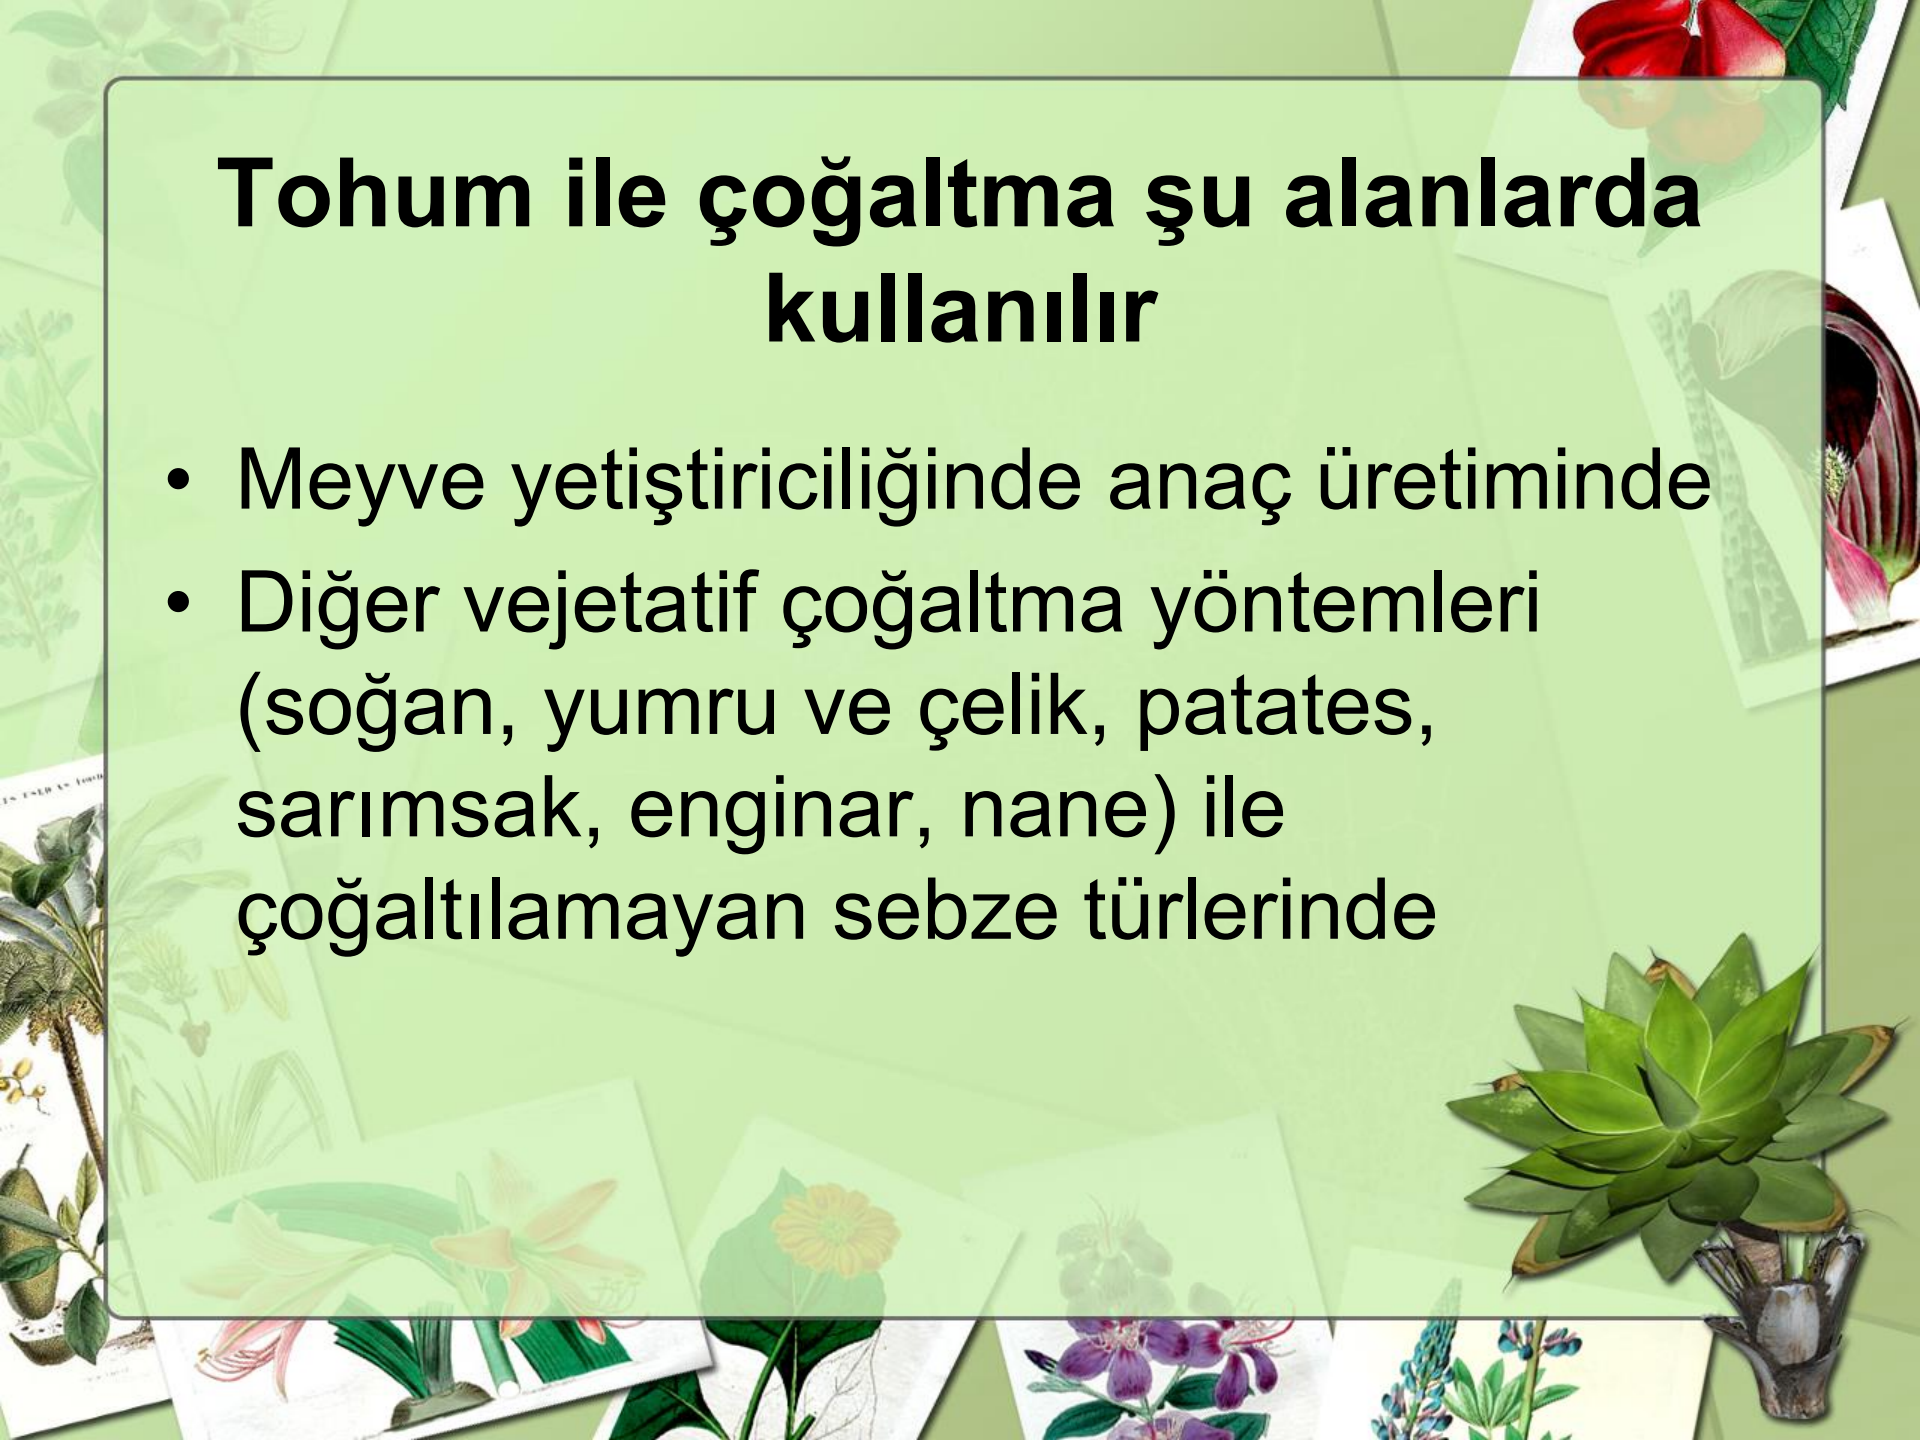 Tohum ile çoğaltma şu alanlarda
kullanılır
• Meyve yetiştiriciliğinde anaç üretiminde
• Diğer vejetatif çoğaltma yöntemleri
(soğan, yumru ve çelik, patates,
sarımsak, enginar, nane) ile
çoğaltılamayan sebze türlerinde